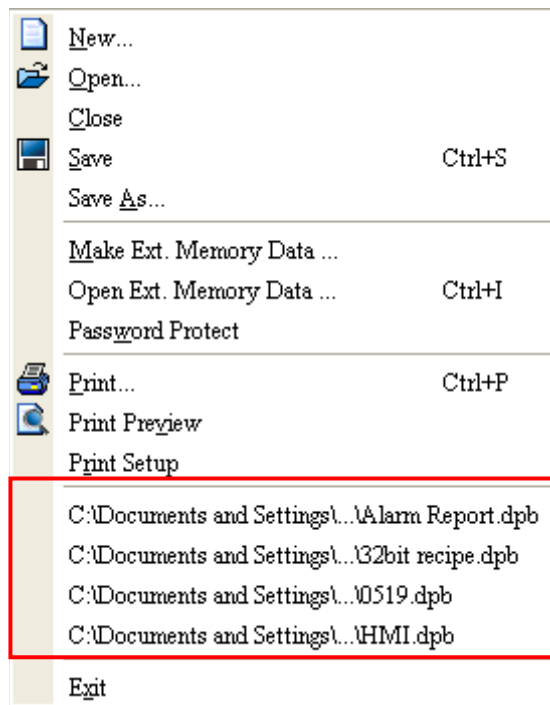 New...
Open...
Close
Save Ctrl+S
Save As...
Make Ext. Memory Data ...
Open Ext. Memory Data ... Ctrl+I
Password Protect
Print... Ctrl+P
Print Preview
Print Setup
C:\Documents and Settings\...\Alarm Report.dpb
C:\Documents and Settings\...\32bit recipe.dpb
C:\Documents and Settings\...\0519.dpb
C:\Documents and Settings\...\HMI.dpb
Exit